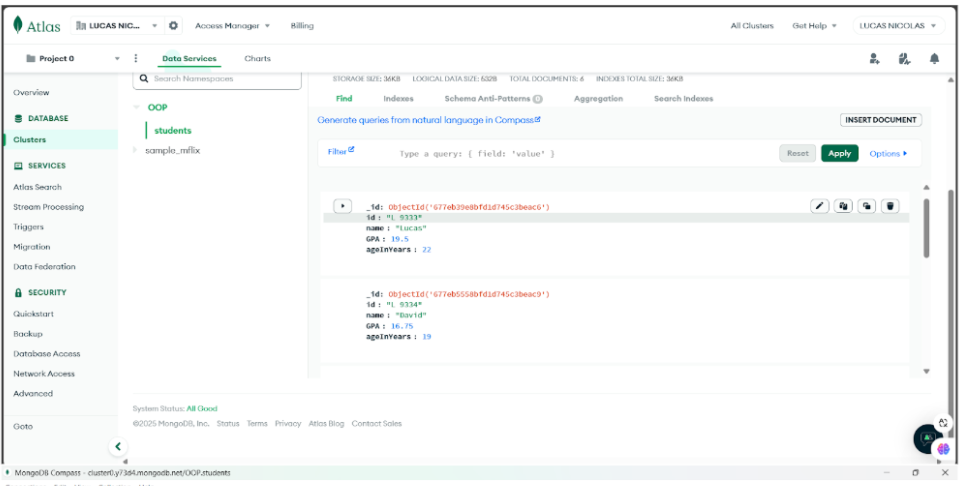 Atlas LUCAS NIC... Access Manager Billing All Clusters Get Help LUCAS NICOLAS
Project 0 Data Services Charts
Overview
DATABASE
Clusters
SERVICES
Atlas Search
Stream Processing
Triggers
Migration
Data Federation
SECURITY
Quickstart
Backup
Database Access
Network Access
Advanced
Goto
Search Namespaces
OOP
students
sample_mflix
STORAGE SIZE: 36KB LOGICAL DATA SIZE: 632B TOTAL DOCUMENTS: 6 INDEXES TOTAL SIZE: 36KB
Find Indexes Schema Anti-Patterns 0 Aggregation Search Indexes
Generate queries from natural language in Compass
INSERT DOCUMENT
Filter Type a query: { field: 'value' } Reset Apply Options
_id: ObjectId('677eb39e8bfd1d745c3beac6')
id : "L 9333"
name : "Lucas"
GPA : 19.5
ageInYears : 22
_id: ObjectId('677eb5558bfd1d745c3beac9')
id : "L 9334"
name : "David"
GPA : 16.75
ageInYears : 19
System Status: All Good
©2025 MongoDB, Inc. Status Terms Privacy Atlas Blog Contact Sales
MongoDB Compass - cluster0.y73d4.mongodb.net/OOP.students